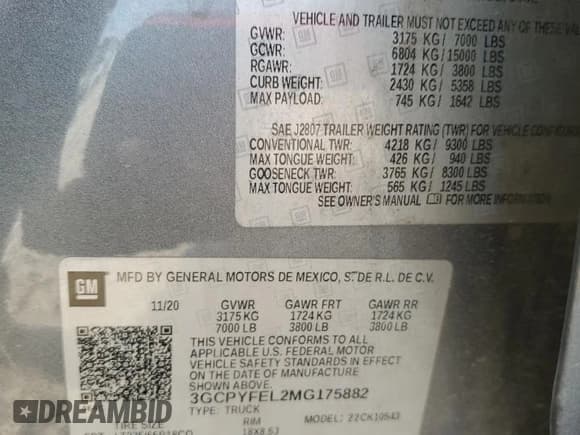 VEHICLE AND TRAILER MUST NOT EXCEED ANY OF THESE
GVWR: 3175 KG / 7000 LBS
GCWR: 6804 KG / 15000 LBS
RGAWR: 1724 KG / 3800 LBS
CURB WEIGHT: 2430 KG / 5358 LBS
MAX PAYLOAD: 745 KG / 1642 LBS
SAE J2807 TRAILER WEIGHT RATING (TWR) FOR VEHICLE
CONVENTIONAL TWR: 4218 KG / 9300 LBS
MAX TONGUE WEIGHT: 426 KG / 940 LBS
GOOSENECK TWR: 3765 KG / 8300 LBS
MAX TONGUE WEIGHT: 565 KG / 1245 LBS
SEE OWNER'S MANUAL FOR MORE INFORMATION
GM MFD BY GENERAL MOTORS DE MEXICO, S. DE R.L. DE C.V.
11/20 GVWR GAWR FRT GAWR RR
3175 KG 1724 KG 1724 KG
7000 LB 3800 LB 3800 LB
THIS VEHICLE CONFORMS TO ALL
APPLICABLE U.S. FEDERAL MOTOR
VEHICLE SAFETY STANDARDS IN EFFECT
ON THE DATE OF MANUFACTURE SHOWN ABOVE.
3GCPYFEL2MG175882
TYPE: TRUCK MODEL: 22CK10543
RIM
18X8.5J
DREAMBID